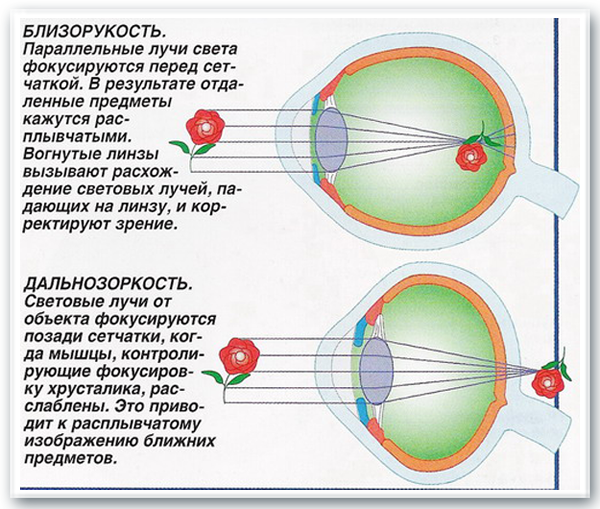 БЛИЗОРУКОСТЬ.
Параллельные лучи света
фокусируются перед сет-
чаткой. В результате отда-
ленные предметы
кажутся рас-
плывчатыми.
Вогнутые линзы
вызывают расхож-
дение световых лучей, па-
дающих на линзу, и кор-
ректируют зрение.
ДАЛЬНОЗОРКОСТЬ.
Световые лучи от
объекта фокусируются
позади сетчатки, ког-
да мышцы, контроли-
рующие фокусиров-
ку хрусталика, рас-
слаблены. Это приво-
дит к расплывчатому
изображению ближних
предметов.